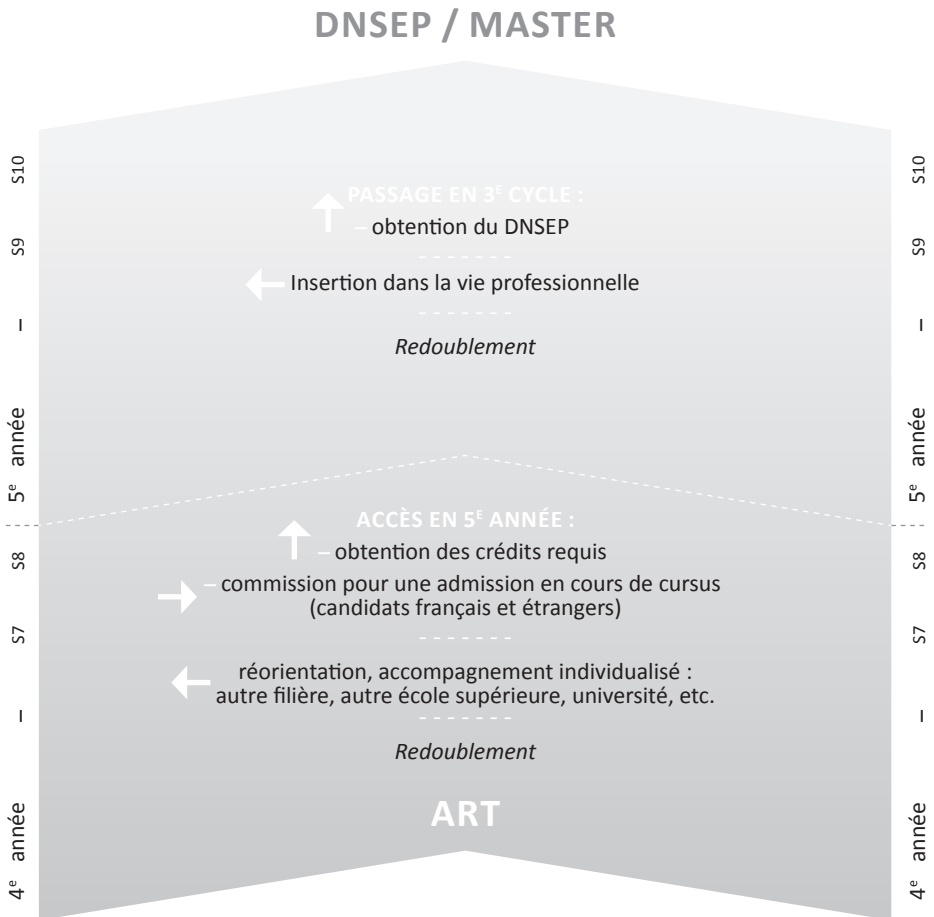 DNSEP / MASTER
PASSAGE EN 3E CYCLE :
– obtention du DNSEP
Insertion dans la vie professionnelle
Redoublement
ACCÈS EN 5E ANNÉE :
– obtention des crédits requis
– commission pour une admission en cours de cursus
(candidats français et étrangers)
réorientation, accompagnement individualisé :
autre filière, autre école supérieure, université, etc.
Redoublement
ART
4e année – S7 S8
5e année – S9 S10
4e année – S7 S8
5e année – S9 S10